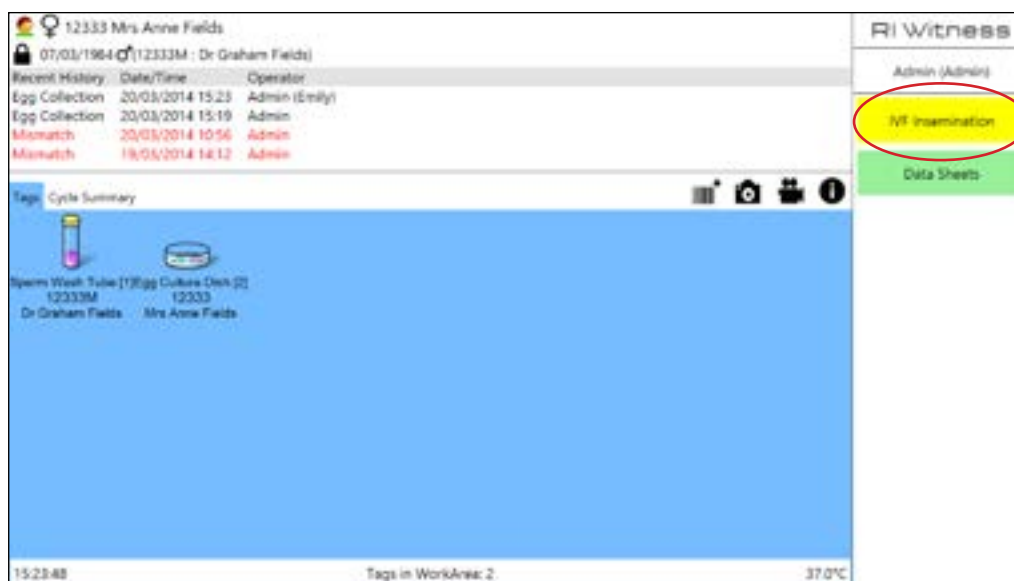 12333 Mrs Anne Fields
07/03/1964 (12333M : Dr Graham Fields)
Recent History Date/Time Operator
Egg Collection 20/03/2014 15:23 Admin (Emily)
Egg Collection 20/03/2014 15:19 Admin
Mismatch 20/03/2014 10:56 Admin
Mismatch 19/03/2014 14:12 Admin
Tags Cycle Summary
Sperm Wash Tube [1] Egg Culture Dish [2]
12333M 12333
Dr Graham Fields Mrs Anne Fields
15:23:48 Tags in WorkArea: 2 37.0°C
RI Witness
Admin (Admin)
IVF Insemination
Data Sheets